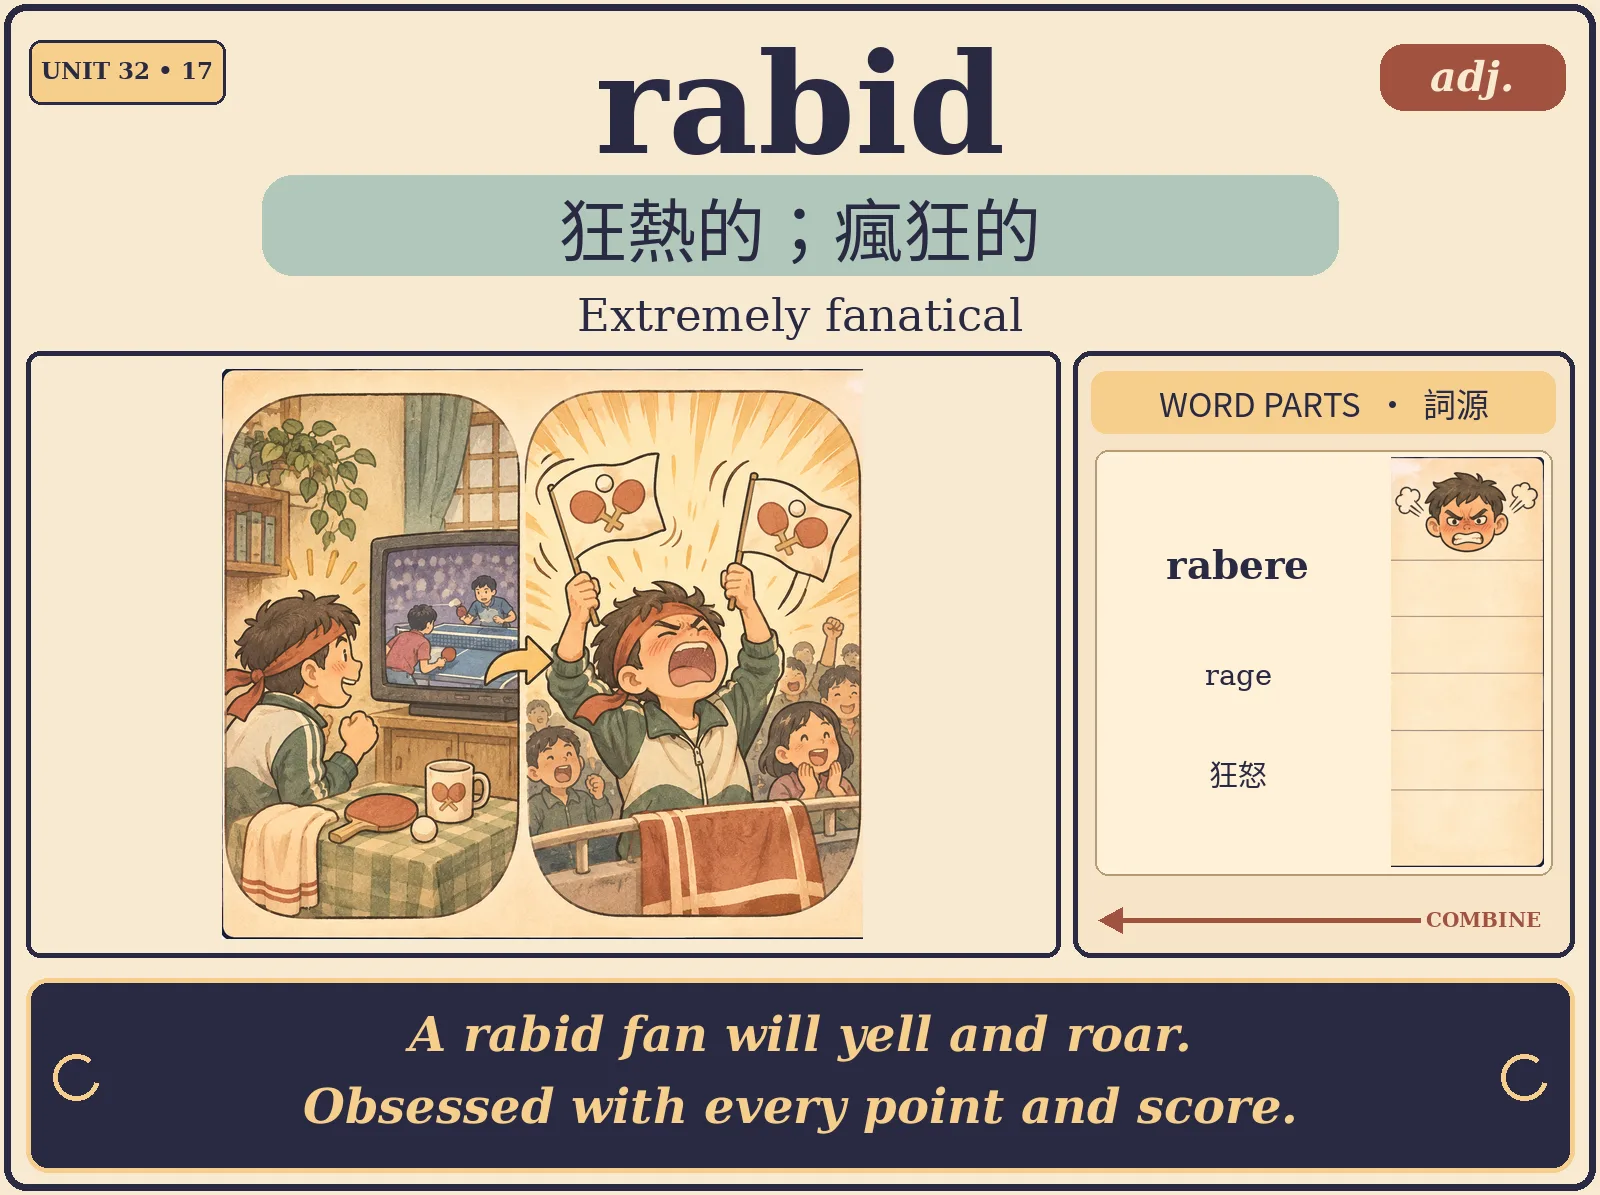 UNIT 32 • 17
rabid
adj.
狂熱的；瘋狂的
Extremely fanatical
WORD PARTS • 詞源
rabere
rage
狂怒
COMBINE
A rabid fan will yell and roar.
Obsessed with every point and score.